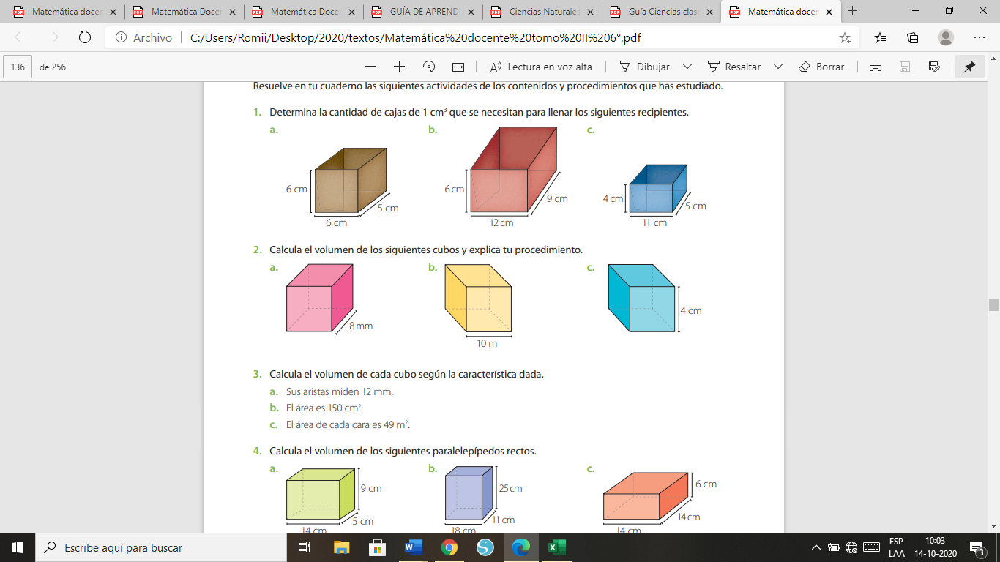 Matemática docen
Matemática Docen
Matemática Docen
GUÍA DE APREND
Ciencias Naturales
Guía Ciencias clas
Matemática docen
Archivo
C:/Users/Romii/Desktop/2020/textos/Matemática%20docente%20tomo%20II%206°.pdf
136 de 256
Lectura en voz alta
Dibujar
Resaltar
Borrar
Resuelve en tu cuaderno las siguientes actividades de los contenidos y procedimientos que has estudiado.
1. Determina la cantidad de cajas de 1 cm³ que se necesitan para llenar los siguientes recipientes.
a. b. c.
6 cm 5 cm 6 cm
6 cm 9 cm 12 cm
4 cm 5 cm 11 cm
2. Calcula el volumen de los siguientes cubos y explica tu procedimiento.
a. b. c.
8 mm
10 m
4 cm
3. Calcula el volumen de cada cubo según la característica dada.
a. Sus aristas miden 12 mm.
b. El área es 150 cm².
c. El área de cada cara es 49 m².
4. Calcula el volumen de los siguientes paralelepípedos rectos.
a. b. c.
9 cm 5 cm 14 cm
25 cm 11 cm 18 cm
6 cm 14 cm 14 cm
Escribe aquí para buscar
ESP
LAA
10:03
14-10-2020
3